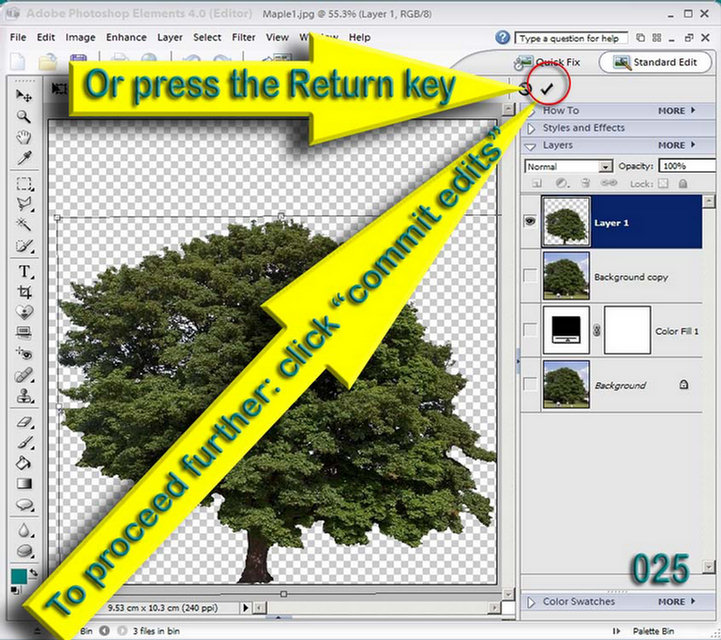 Adobe Photoshop Elements 4.0 (Editor) Maple1.jpg @ 55.3% (Layer 1, RGB/8)
File Edit Image Enhance Layer Select Filter View Help
Type a question for help
Quick Fix
Standard Edit
Or press the Return key
How To MORE
Styles and Effects
Layers MORE
Normal Opacity: 100%
Lock:
Layer 1
Background copy
Color Fill 1
Background
To proceed further: click “commit edits”
025
9.53 cm x 10.3 cm (240 ppi)
Color Swatches MORE
Bin 3 files in bin
Palette Bin